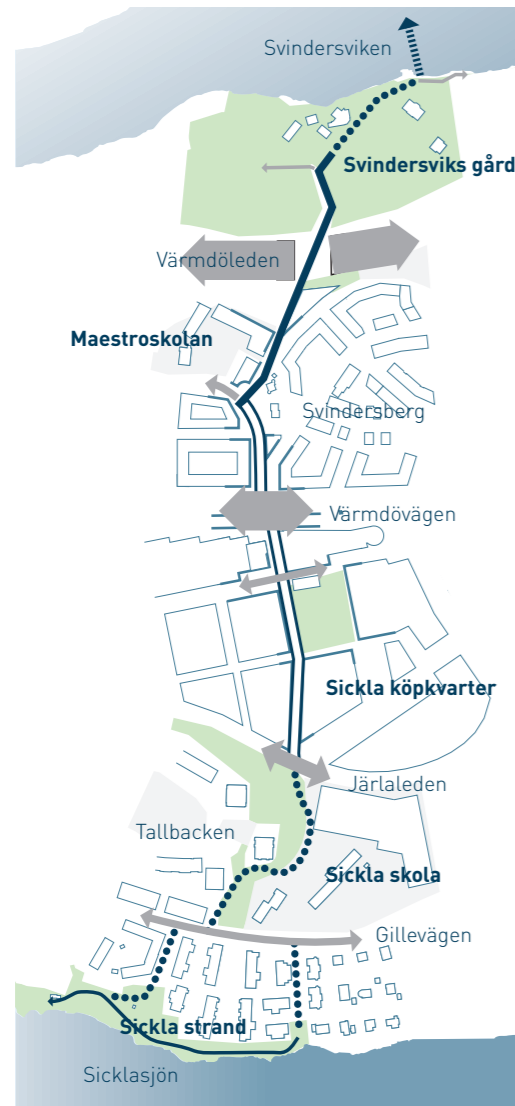 Svindersviken
Svindersviks gård
Värmdöleden
Maestroskolan
Svindersberg
Värmdövägen
Sickla köpkvarter
Järlaleden
Tallbacken
Sickla skola
Gillevägen
Sickla strand
Sicklasjön